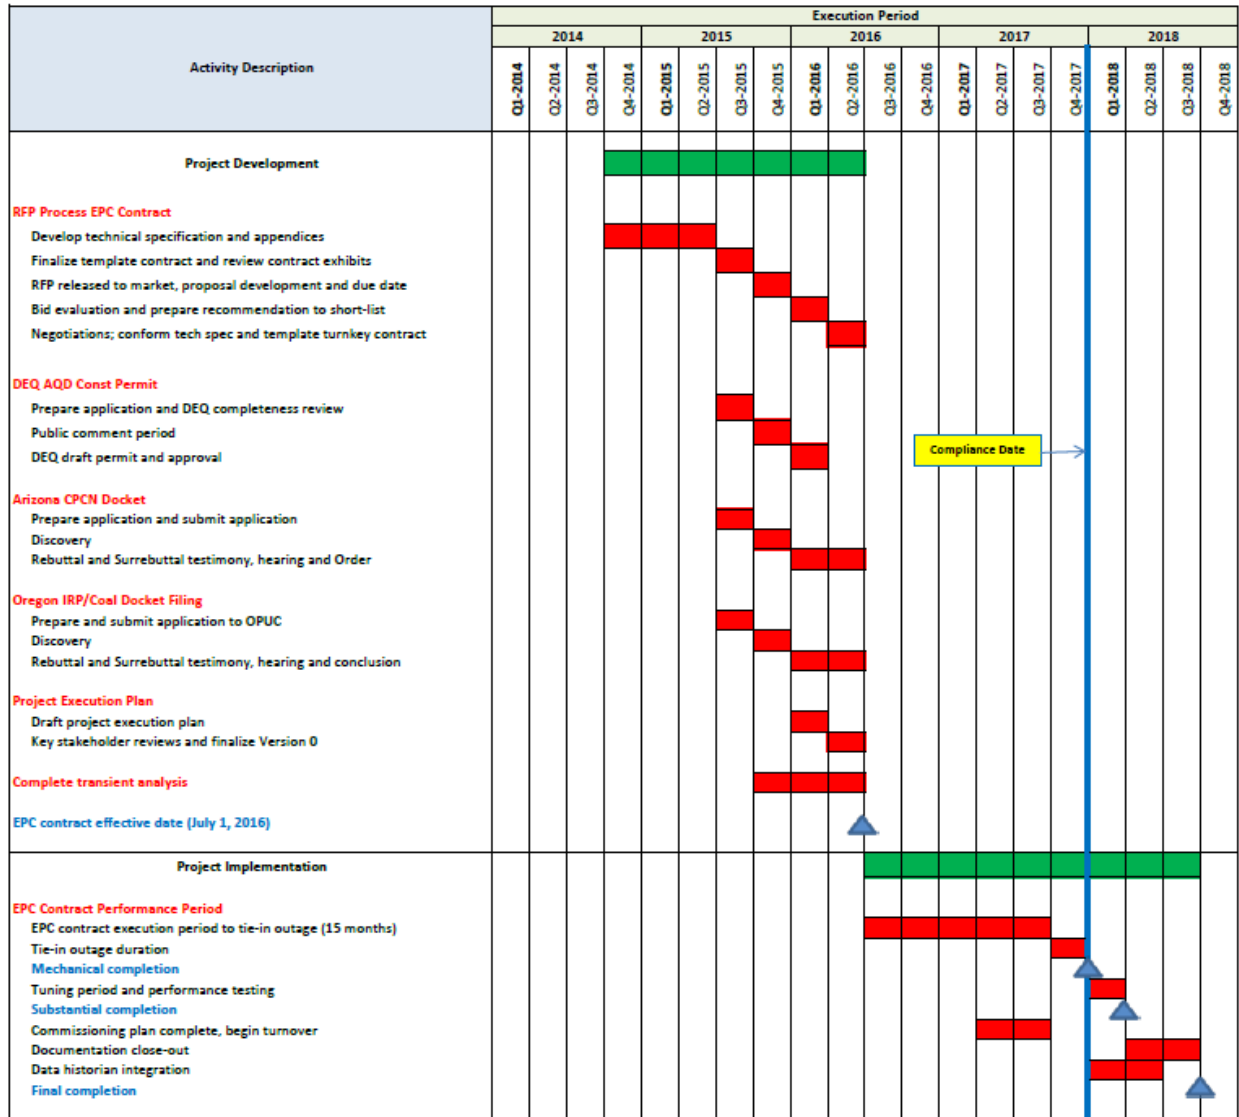 Execution Period
2014 2015 2016 2017 2018
Activity Description
Q1-2014 Q2-2014 Q3-2014 Q4-2014 Q1-2015 Q2-2015 Q3-2015 Q4-2015 Q1-2016 Q2-2016 Q3-2016 Q4-2016 Q1-2017 Q2-2017 Q3-2017 Q4-2017 Q1-2018 Q2-2018 Q3-2018 Q4-2018
Project Development
RFP Process EPC Contract
Develop technical specification and appendices
Finalize template contract and review contract exhibits
RFP released to market, proposal development and due date
Bid evaluation and prepare recommendation to short-list
Negotiations; conform tech spec and template turnkey contract
DEQ AQD Const Permit
Prepare application and DEQ completeness review
Public comment period
DEQ draft permit and approval
Compliance Date
Arizona CPCN Docket
Prepare application and submit application
Discovery
Rebuttal and Surrebuttal testimony, hearing and Order
Oregon IRP/Coal Docket Filing
Prepare and submit application to OPUC
Discovery
Rebuttal and Surrebuttal testimony, hearing and conclusion
Project Execution Plan
Draft project execution plan
Key stakeholder reviews and finalize Version 0
Complete transient analysis
EPC contract effective date (July 1, 2016)
Project Implementation
EPC Contract Performance Period
EPC contract execution period to tie-in outage (15 months)
Tie-in outage duration
Mechanical completion
Tuning period and performance testing
Substantial completion
Commissioning plan complete, begin turnover
Documentation close-out
Data historian integration
Final completion